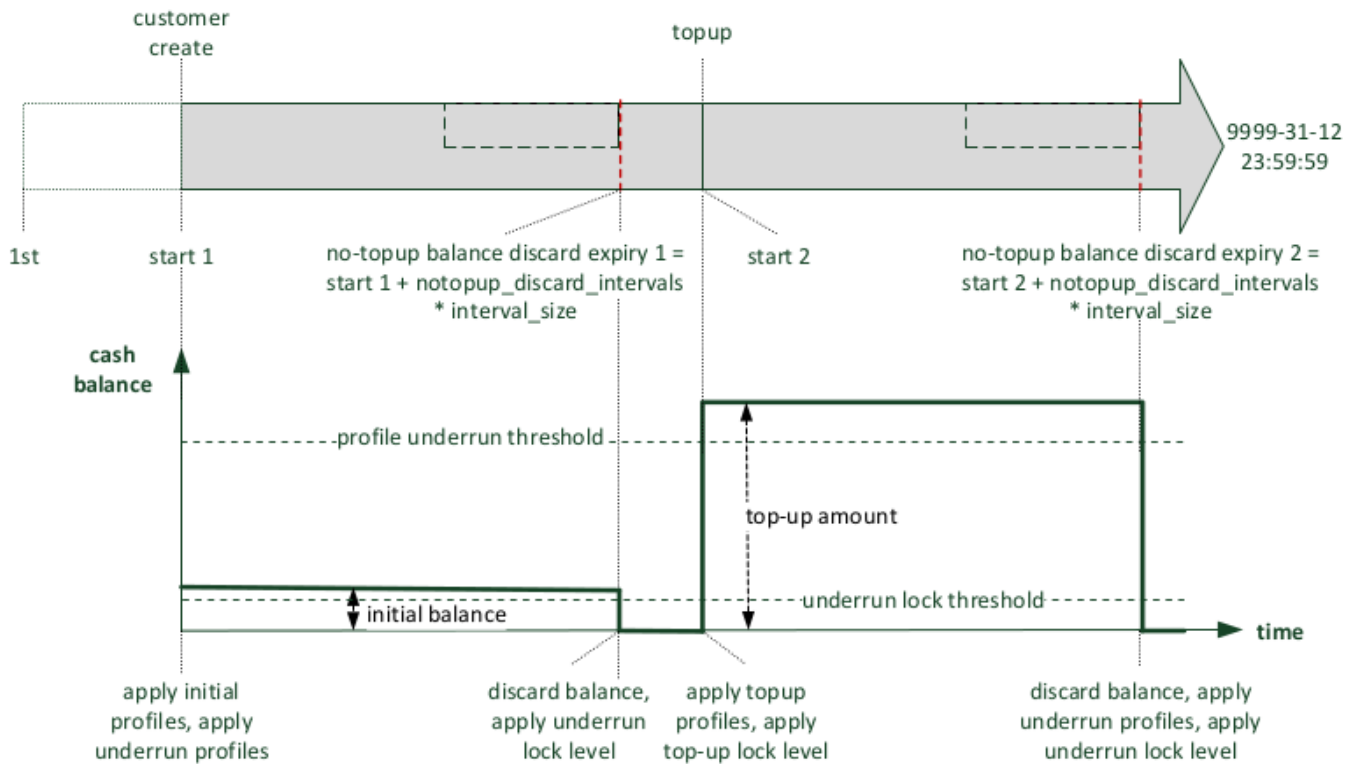 customer
create
topup
9999-31-12
23:59:59
1st
start 1
no-topup balance discard expiry 1 =
start 1 + notopup_discard_intervals
* interval_size
start 2
no-topup balance discard expiry 2 =
start 2 + notopup_discard_intervals
* interval_size
cash
balance
profile underrun threshold
top-up amount
underrun lock threshold
initial balance
time
apply initial
profiles, apply
underrun profiles
discard balance,
apply underrun
lock level
apply topup
profiles, apply
top-up lock level
discard balance, apply
underrun profiles, apply
underrun lock level